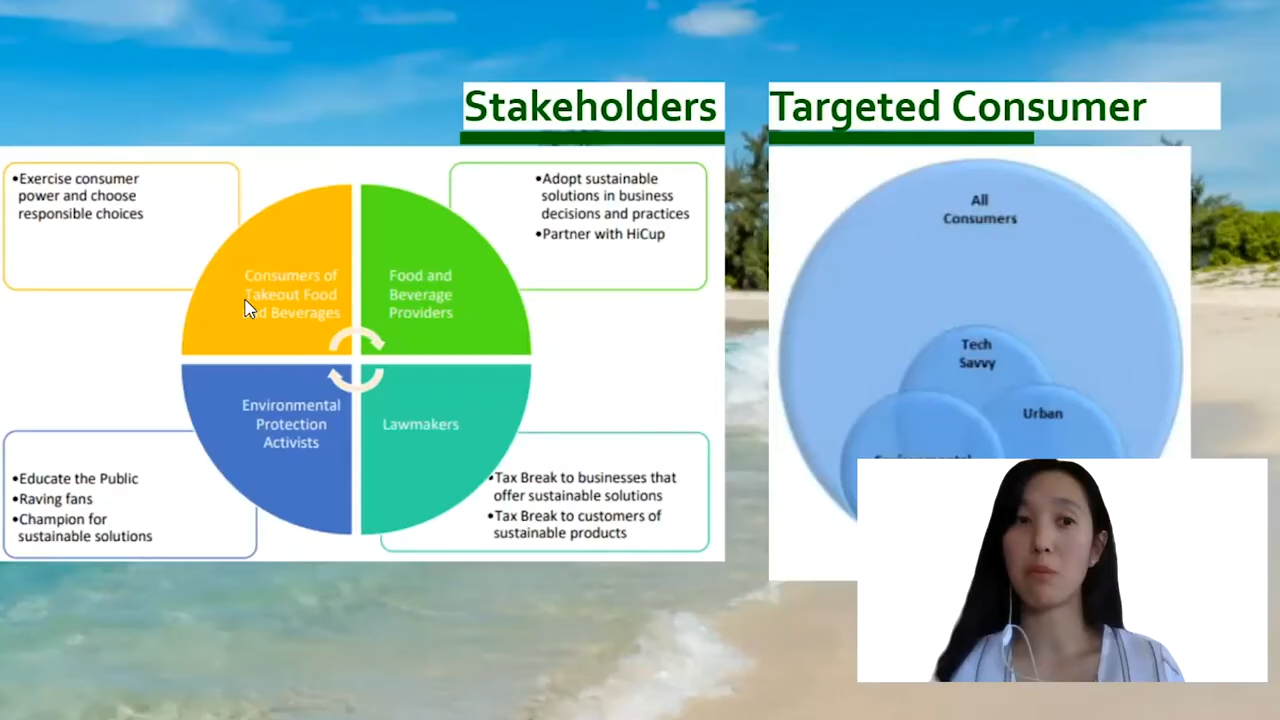 Stakeholders
Targeted Consumer
•Exercise consumer
power and choose
responsible choices
•Adopt sustainable
solutions in business
decisions and practices
•Partner with HiCup
Consumers of
Takeout Food
and Beverages
Food and
Beverage
Providers
Environmental
Protection
Activists
Lawmakers
•Educate the Public
•Raving fans
•Champion for
sustainable solutions
•Tax Break to businesses that
offer sustainable solutions
•Tax Break to customers of
sustainable products
All
Consumers
Tech
Savvy
Urban